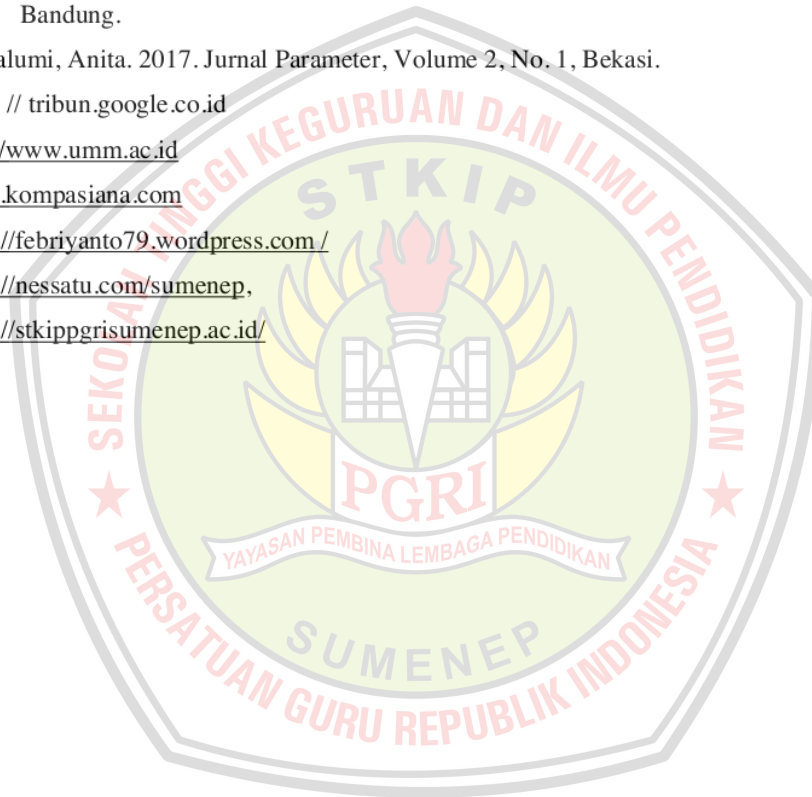 Bandung.
alumi, Anita. 2017. Jurnal Parameter, Volume 2, No. 1, Bekasi.
// tribun.google.co.id
/www.umm.ac.id
.kompasiana.com
//febriyanto79.wordpress.com /
//nessatu.com/sumenep,
//stkippgrisumenep.ac.id/
SEKOLAH TINGGI KEGURUAN DAN ILMU PENDIDIKAN
STKIP
PGRI
YAYASAN PEMBINA LEMBAGA PENDIDIKAN
SUMENEP
★ PERSATUAN GURU REPUBLIK INDONESIA ★